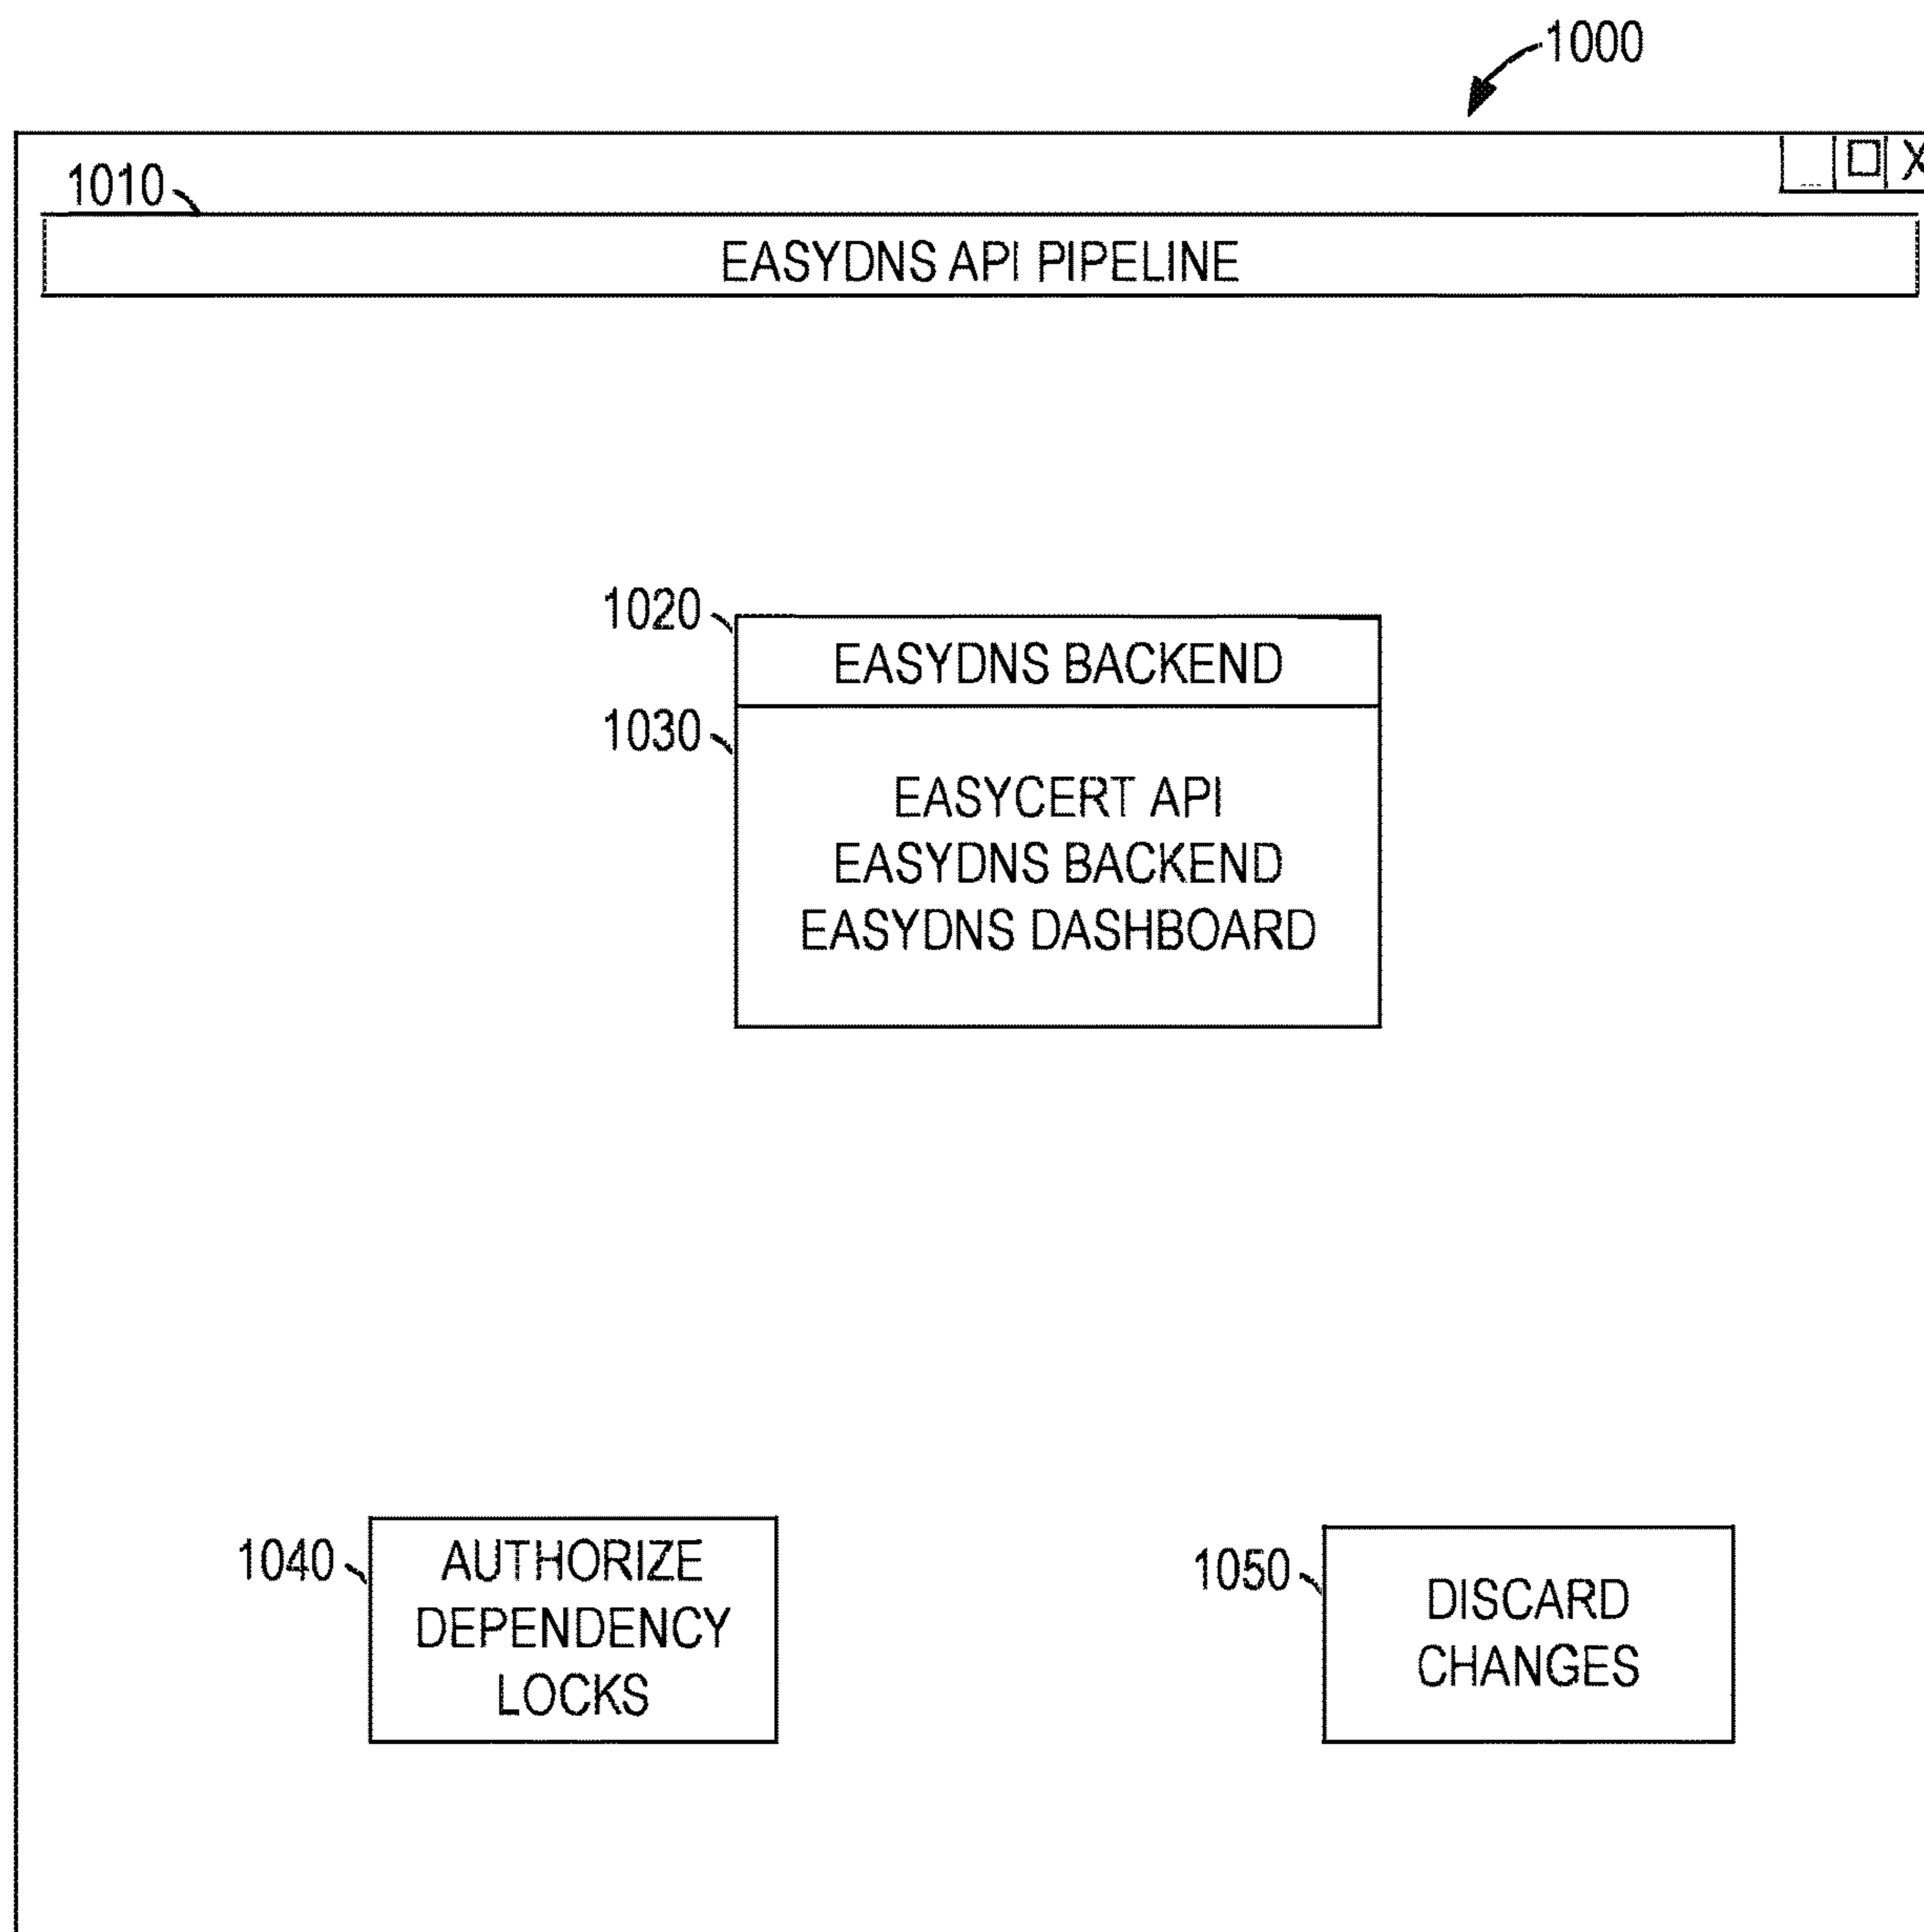 1000
X
1010
EASYDNS API PIPELINE
1020
EASYDNS BACKEND
1030
EASYCERT API
EASYDNS BACKEND
EASYDNS DASHBOARD
1040
AUTHORIZE
DEPENDENCY
LOCKS
1050
DISCARD
CHANGES